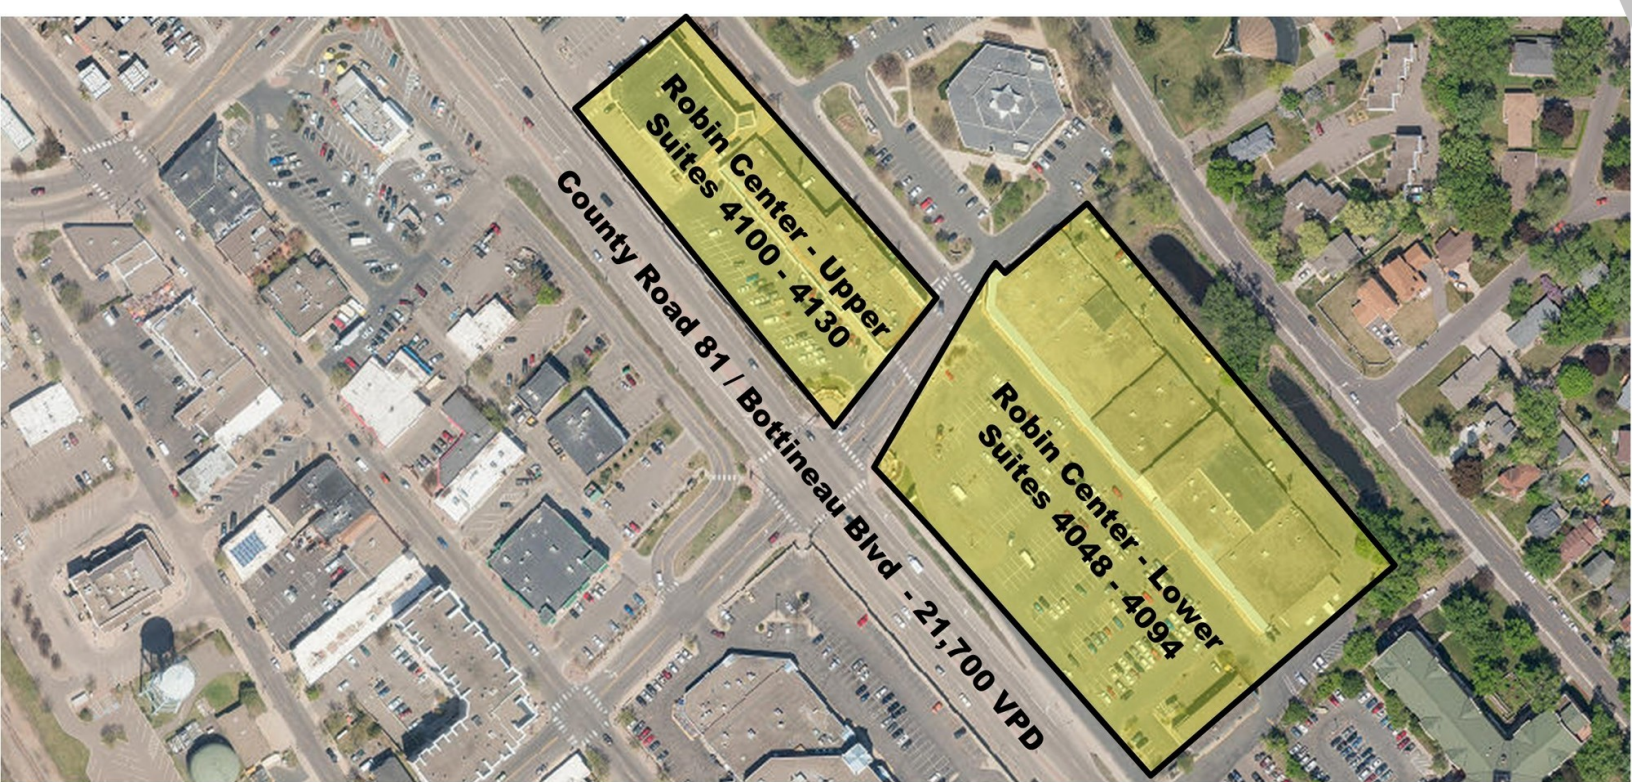 Robin Center - Upper
Suites 4100 - 4130
County Road 81 / Bottineau Blvd - 21,700 VPD
Robin Center - Lower
Suites 4048 - 4094